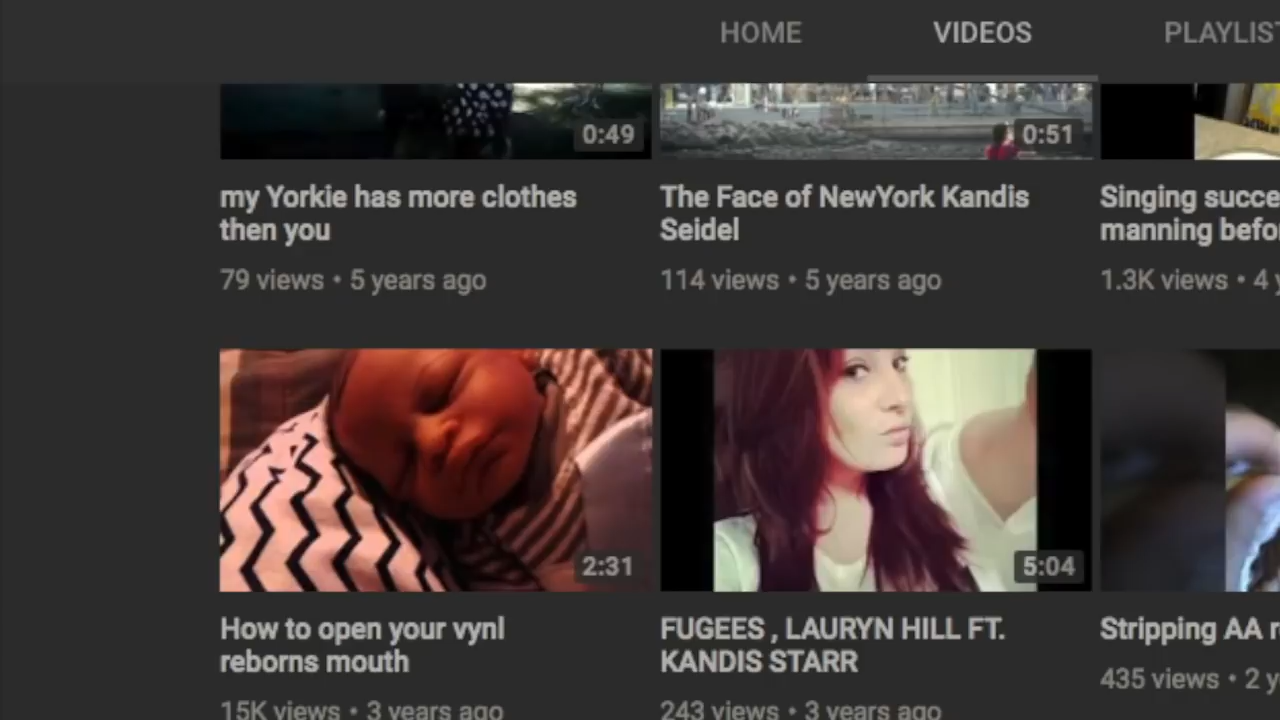 HOME VIDEOS PLAYLIS
0:49 0:51
my Yorkie has more clothes
then you
79 views • 5 years ago
The Face of NewYork Kandis
Seidel
114 views • 5 years ago
Singing succe
manning befo
1.3K views • 4 y
2:31 5:04
How to open your vynl
reborns mouth
15K views • 3 years ago
FUGEES , LAURYN HILL FT.
KANDIS STARR
243 views • 3 years ago
Stripping AA r
435 views • 2 y